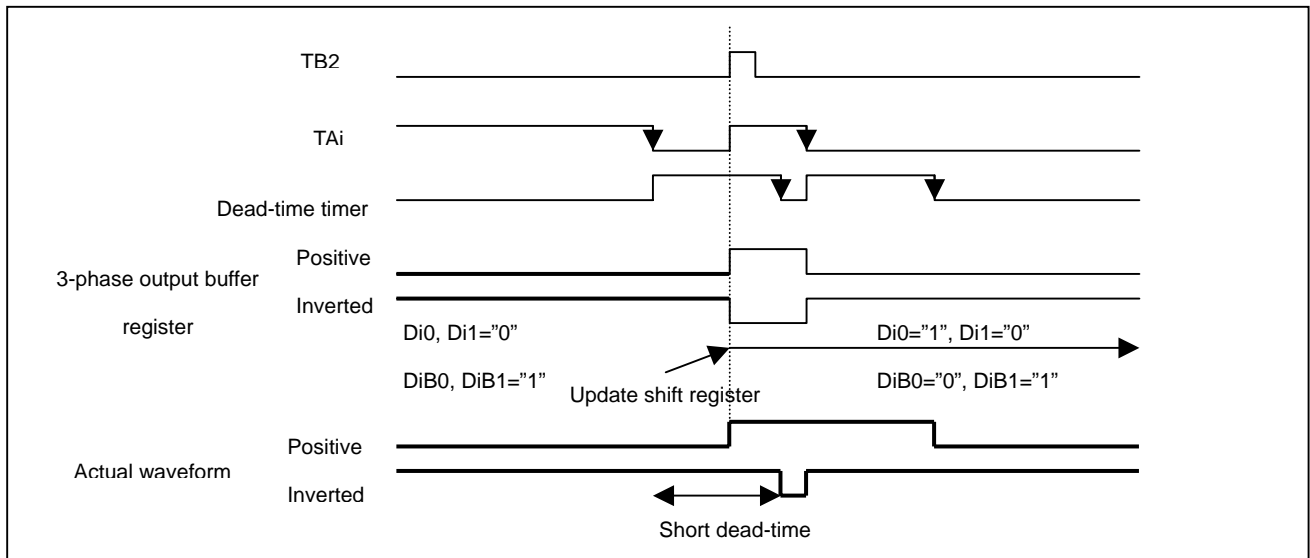 TB2
TAi
Dead-time timer
Positive
3-phase output buffer
Inverted
register
Di0, Di1="0"
Di0="1", Di1="0"
DiB0, DiB1="1"
Update shift register
DiB0="0", DiB1="1"
Positive
Actual waveform
Inverted
Short dead-time